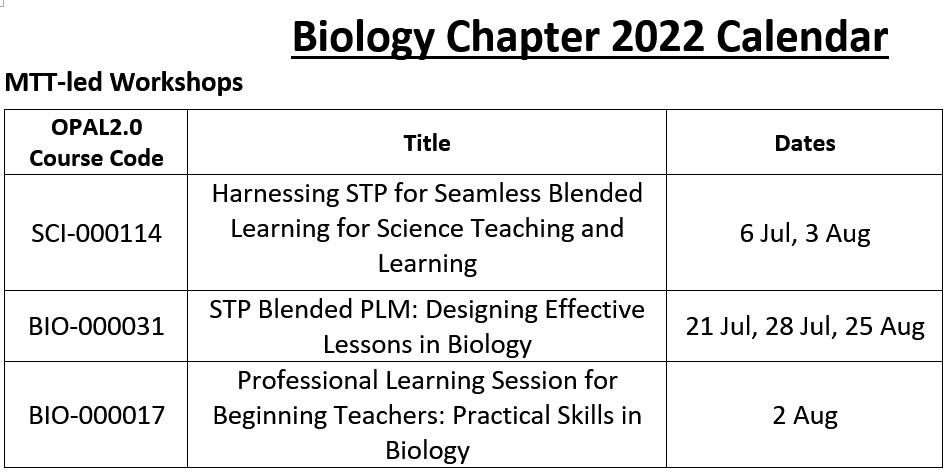 Biology Chapter 2022 Calendar
MTT-led Workshops
OPAL2.0
Course Code
Title
Dates
SCI-000114
Harnessing STP for Seamless Blended
Learning for Science Teaching and
Learning
6 Jul, 3 Aug
BIO-000031
STP Blended PLM: Designing Effective
Lessons in Biology
21 Jul, 28 Jul, 25 Aug
BIO-000017
Professional Learning Session for
Beginning Teachers: Practical Skills in
Biology
2 Aug